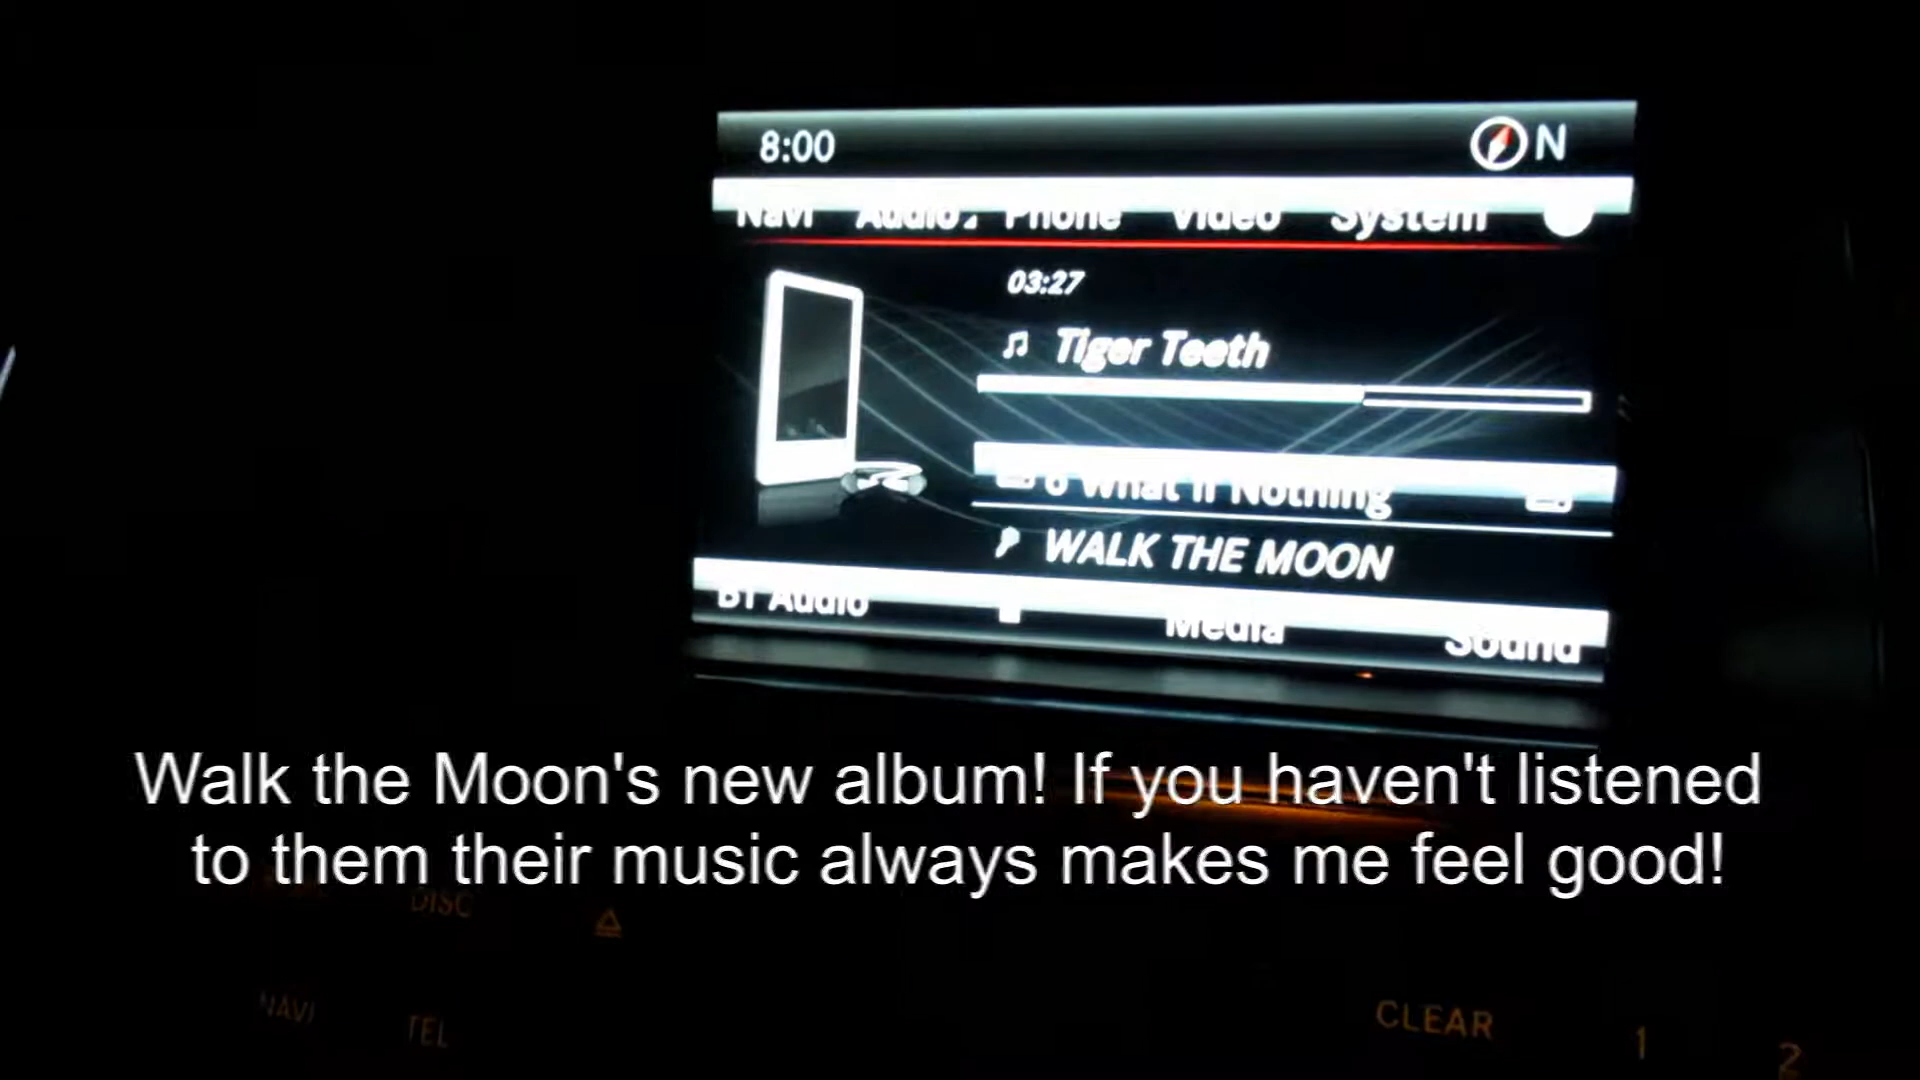 8:00 N
Navi Audio Phone Video System
03:27
Tiger Teeth
8 What If Nothing
WALK THE MOON
BT Audio Media Sound
Walk the Moon's new album! If you haven't listened
to them their music always makes me feel good!
DISC
NAVI TEL
CLEAR 1 2